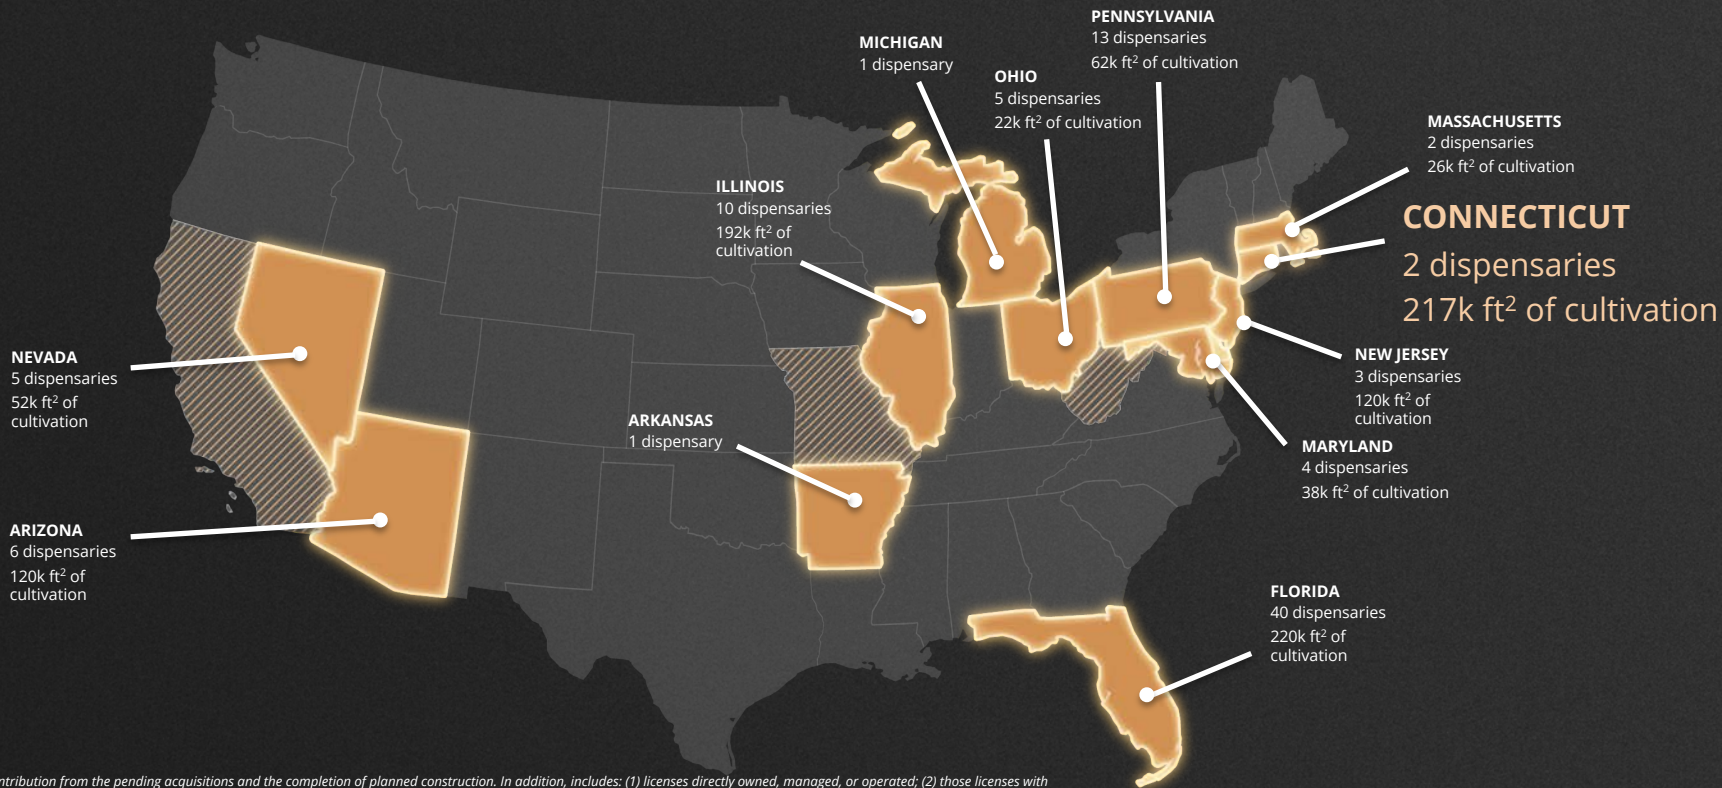 PENNSYLVANIA
13 dispensaries
62k ft² of cultivation
MICHIGAN
1 dispensary
OHIO
5 dispensaries
22k ft² of cultivation
MASSACHUSETTS
2 dispensaries
26k ft² of cultivation
ILLINOIS
10 dispensaries
192k ft² of
cultivation
CONNECTICUT
2 dispensaries
217k ft² of cultivation
NEVADA
5 dispensaries
52k ft² of
cultivation
NEW JERSEY
3 dispensaries
120k ft² of
cultivation
ARKANSAS
1 dispensary
MARYLAND
4 dispensaries
38k ft² of cultivation
ARIZONA
6 dispensaries
120k ft² of
cultivation
FLORIDA
40 dispensaries
220k ft² of
cultivation
from the pending acquisitions and the completion of planned construction. In addition, includes: (1) licenses directly owned, managed, or operated; (2) those licenses with